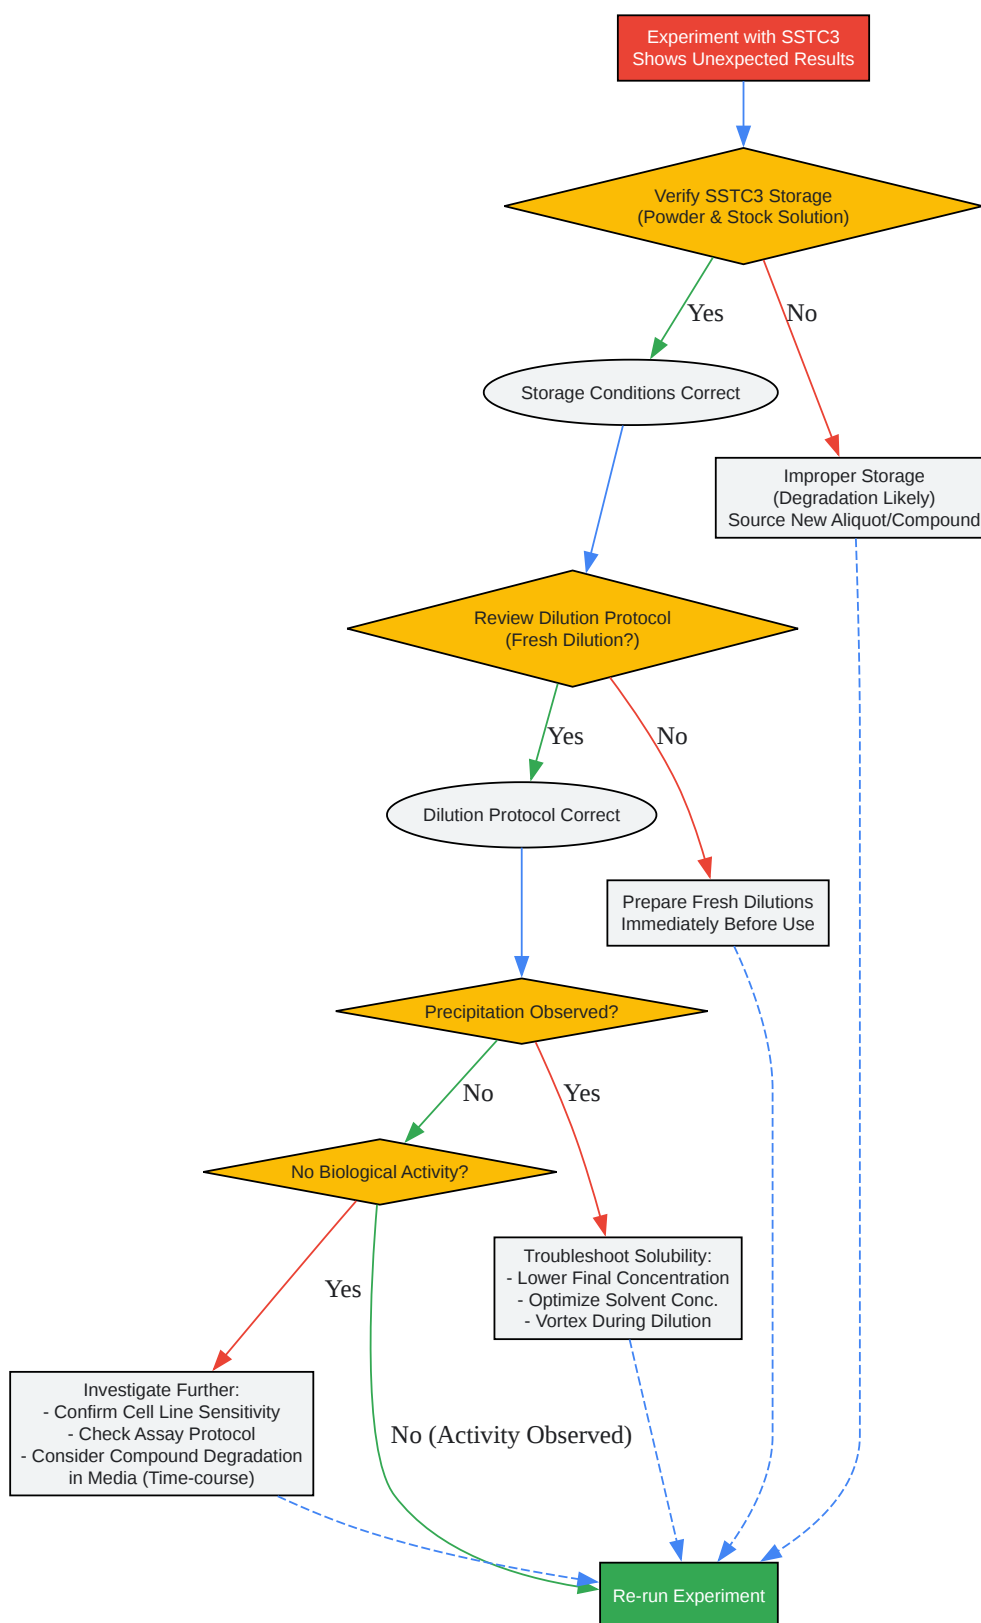 Experiment with SSTC3
Shows Unexpected Results
Verify SSTC3 Storage
(Powder & Stock Solution)
Yes
No
Storage Conditions Correct
Improper Storage
(Degradation Likely)
Source New Aliquot/Compound
Review Dilution Protocol
(Fresh Dilution?)
Yes
No
Dilution Protocol Correct
Prepare Fresh Dilutions
Immediately Before Use
Precipitation Observed?
No
Yes
No Biological Activity?
Troubleshoot Solubility:
- Lower Final Concentration
- Optimize Solvent Conc.
- Vortex During Dilution
Yes
Investigate Further:
- Confirm Cell Line Sensitivity
- Check Assay Protocol
- Consider Compound Degradation
in Media (Time-course)
No (Activity Observed)
Re-run Experiment